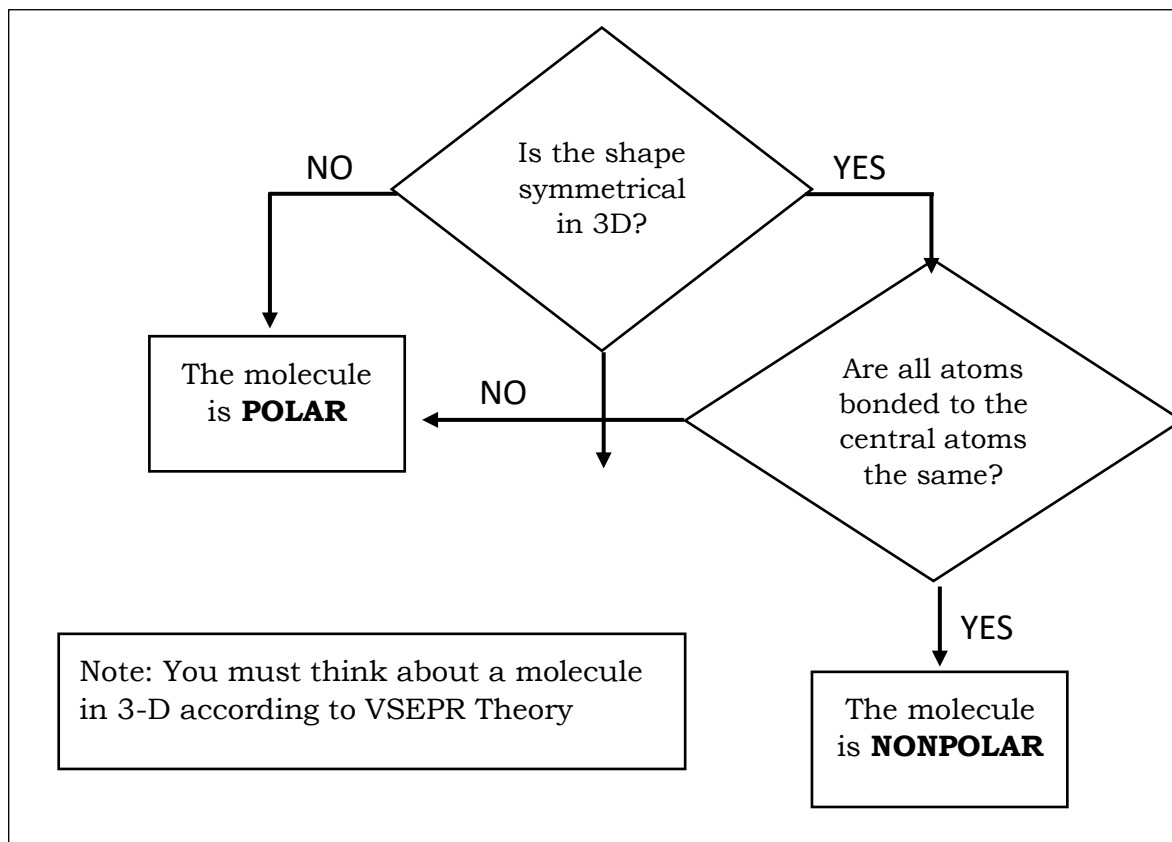 Is the shape
symmetrical
in 3D?
NO
YES
The molecule
is POLAR
NO
Are all atoms
bonded to the
central atoms
the same?
YES
Note: You must think about a molecule
in 3-D according to VSEPR Theory
The molecule
is NONPOLAR